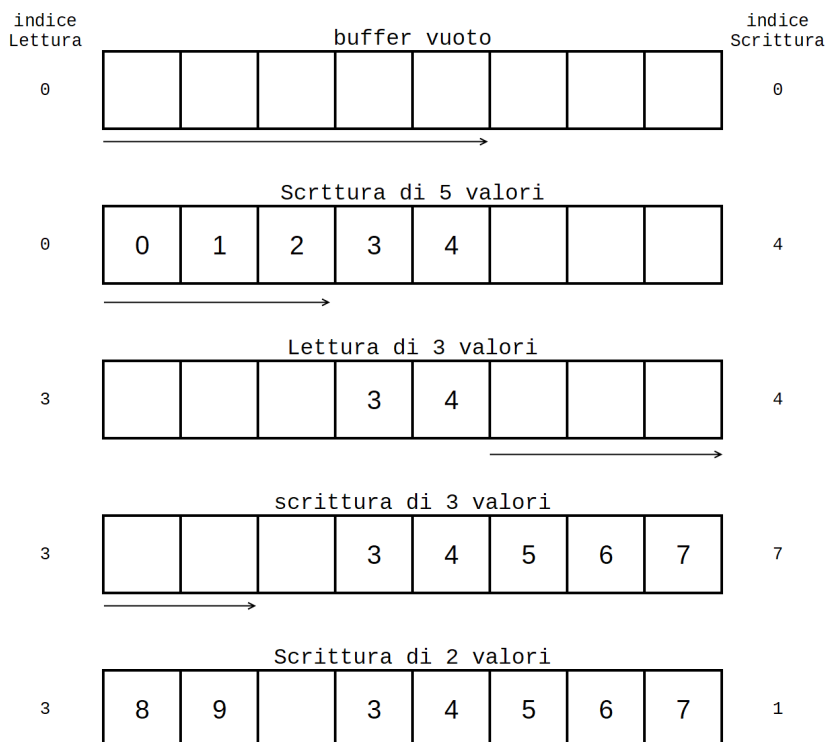 indice
Lettura
buffer vuoto
indice
Scrittura
0
0
Scrttura di 5 valori
0
0 1 2 3 4
4
Lettura di 3 valori
3
3 4
4
scrittura di 3 valori
3
3 4 5 6 7
7
Scrittura di 2 valori
3
8 9 3 4 5 6 7
1